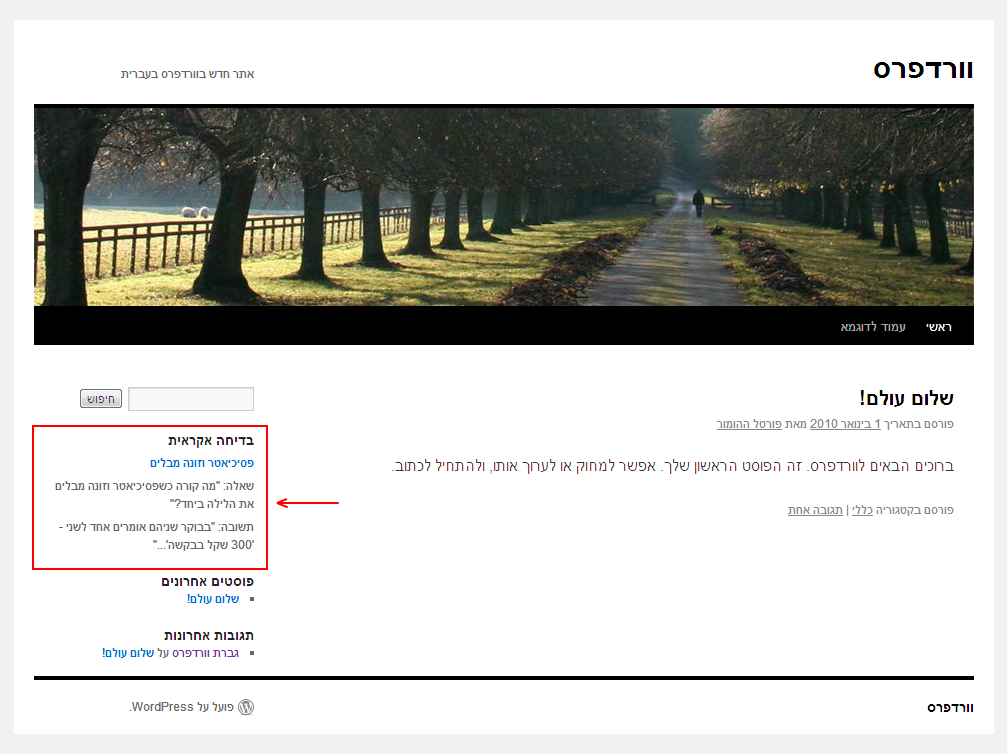 וורדפרס
אתר חדש בוורדפרס בעברית
ראשי
עמוד לדוגמא
שלום עולם!
פורסם בתאריך 1 בינואר 2010 מאת פורטל ההומור
ברוכים הבאים לוורדפרס. זה הפוסט הראשון שלך. אפשר למחוק או לערוך אותו, ולהתחיל לכתוב.
פורסם בקטגוריה כללי | תגובה אחת
חיפוש
בדיחה אקראית
פסיכיאטר וזונה מבלים
שאלה: "מה קורה כשפסיכיאטר וזונה מבלים
את הלילה ביחד?"
תשובה: "בבוקר שניהם אומרים אחד לשני -
'300 שקל בבקשה'..."
פוסטים אחרונים
שלום עולם!
תגובות אחרונות
גברת וורדפרס על שלום עולם!
וורדפרס
פועל על WordPress.